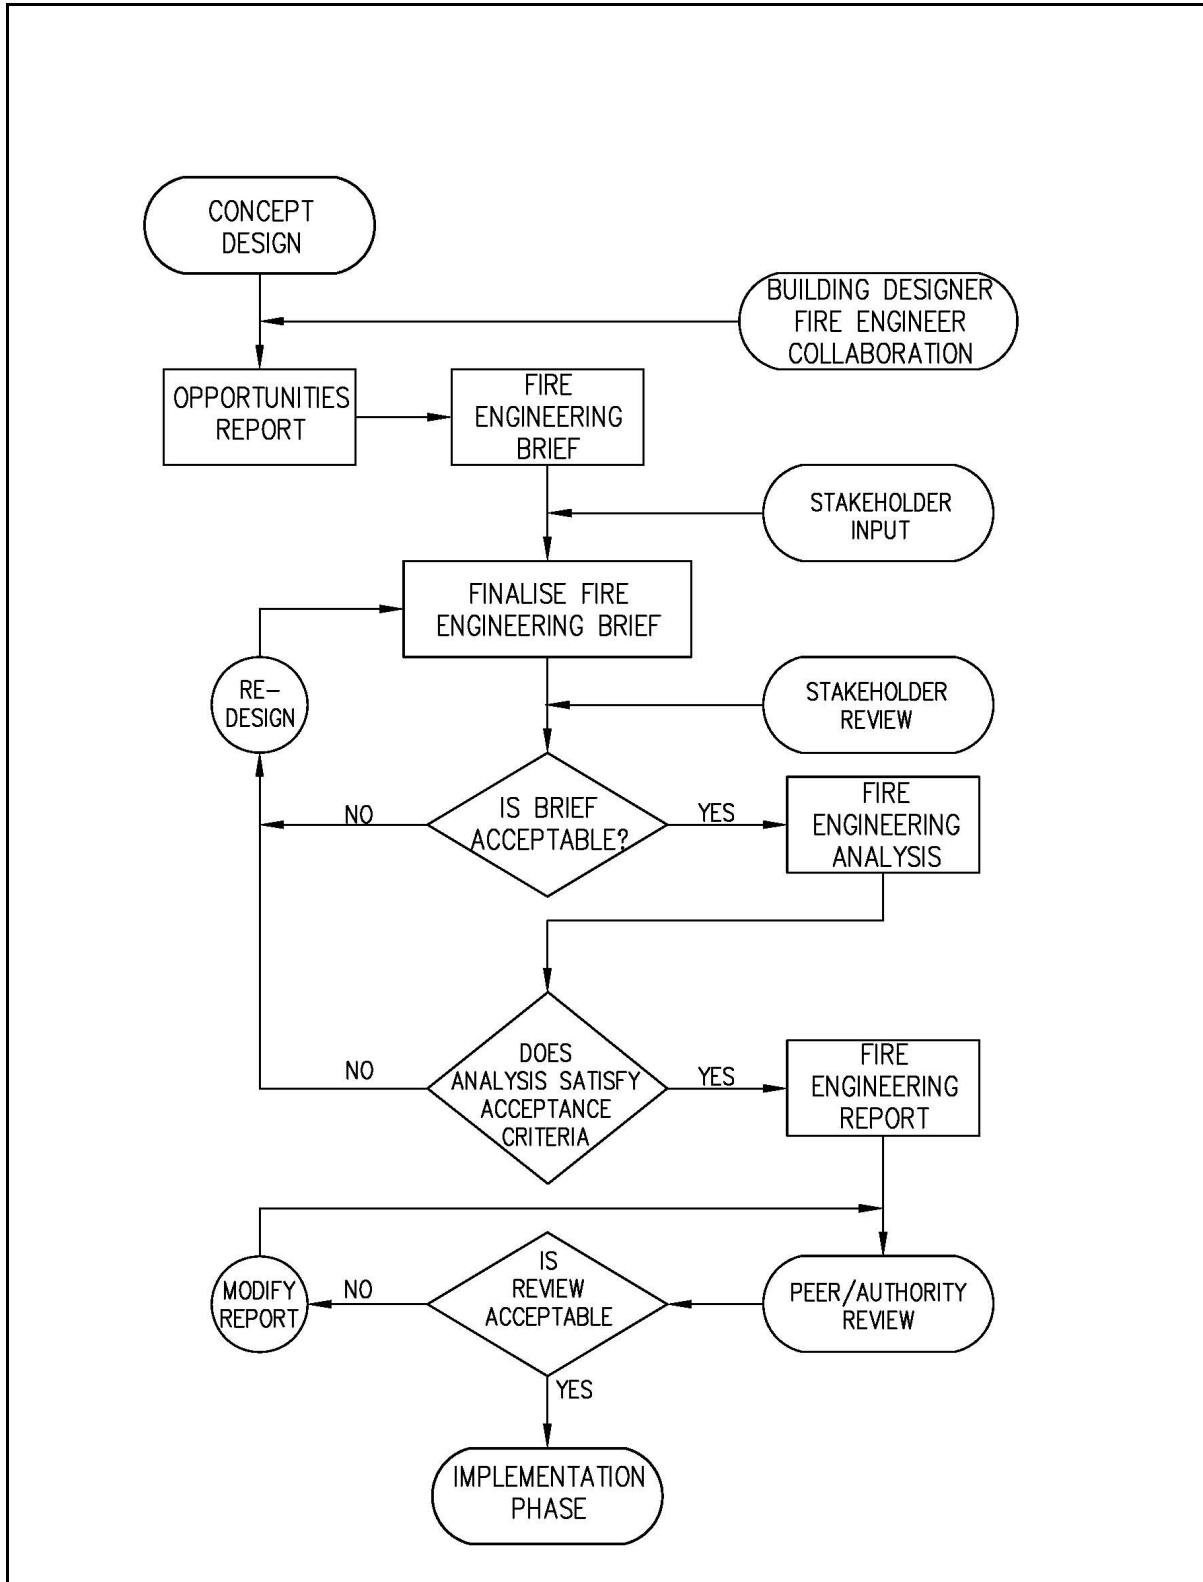 CONCEPT
DESIGN
BUILDING DESIGNER
FIRE ENGINEER
COLLABORATION
OPPORTUNITIES
REPORT
FIRE
ENGINEERING
BRIEF
STAKEHOLDER
INPUT
FINALISE FIRE
ENGINEERING BRIEF
RE-
DESIGN
STAKEHOLDER
REVIEW
NO
IS BRIEF
ACCEPTABLE?
YES
FIRE
ENGINEERING
ANALYSIS
NO
DOES
ANALYSIS SATISFY
ACCEPTANCE
CRITERIA
YES
FIRE
ENGINEERING
REPORT
MODIFY
REPORT
NO
IS
REVIEW
ACCEPTABLE
PEER/AUTHORITY
REVIEW
YES
IMPLEMENTATION
PHASE